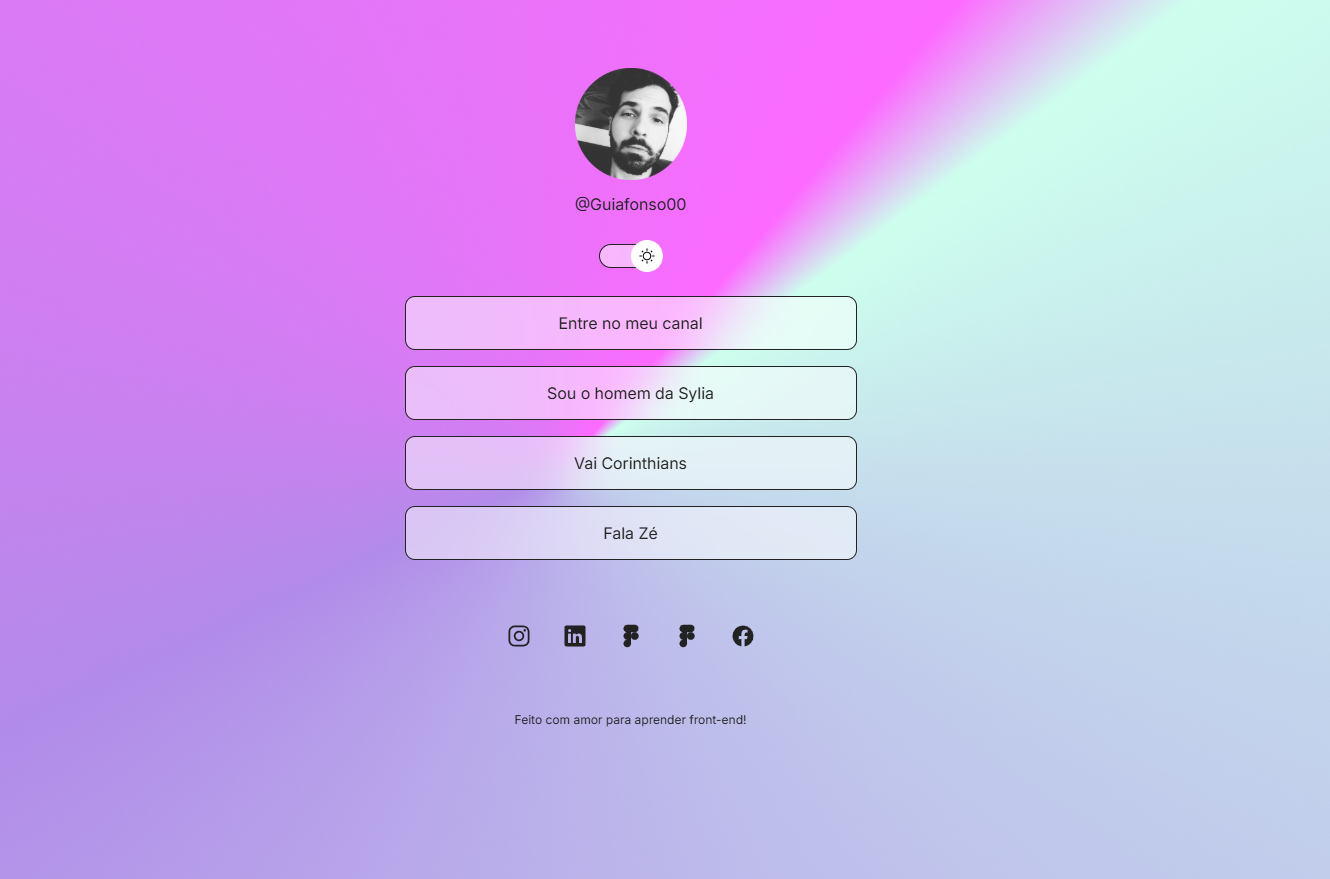 @Guiafonso00
Entre no meu canal
Sou o homem da Sylia
Vai Corinthians
Fala Zé
Feito com amor para aprender front-end!